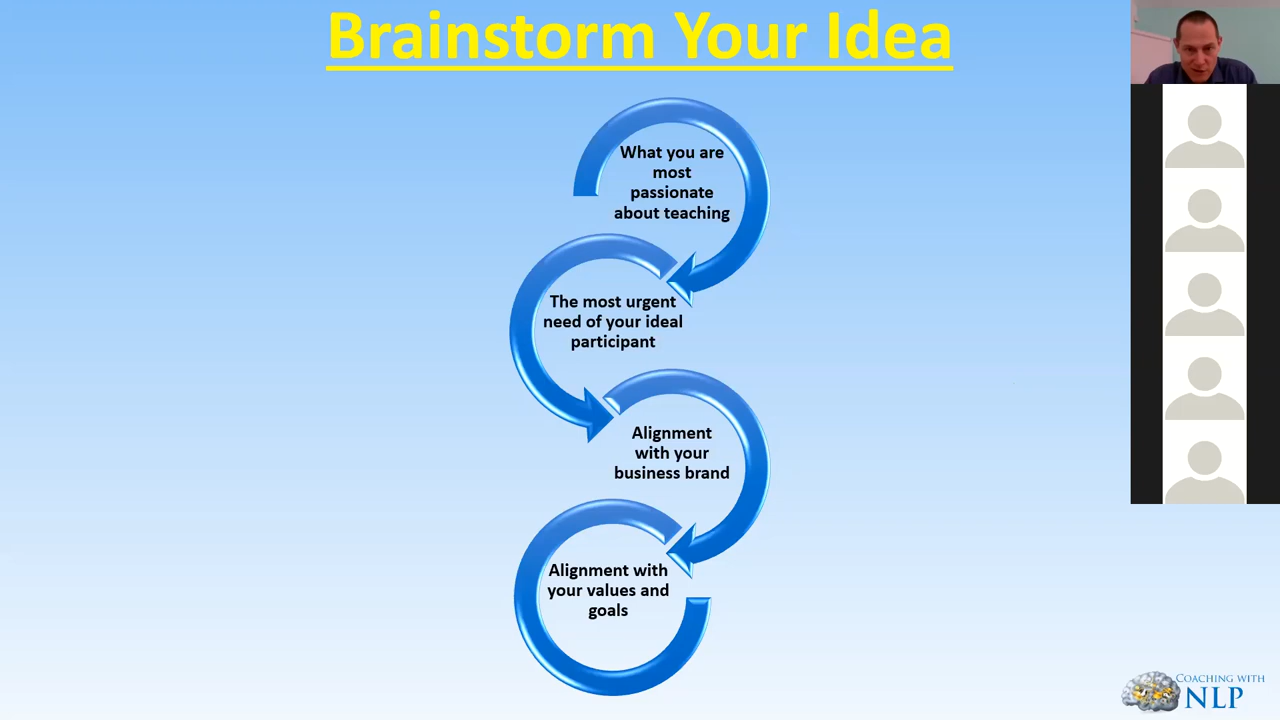 Brainstorm Your Idea
What you are
most
passionate
about teaching
The most urgent
need of your ideal
participant
Alignment
with your
business brand
Alignment with
your values and
goals
COACHING WITH
NLP